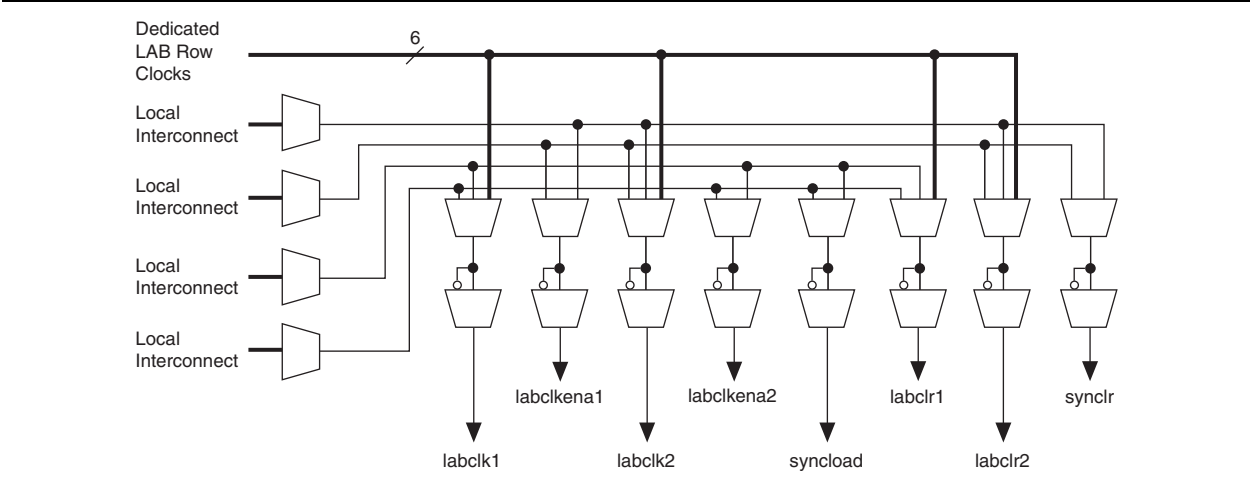 Dedicated
LAB Row
Clocks
6
Local
Interconnect
Local
Interconnect
Local
Interconnect
Local
Interconnect
labclkena1
labclkena2
labclr1
synclr
labclk1
labclk2
syncload
labclr2